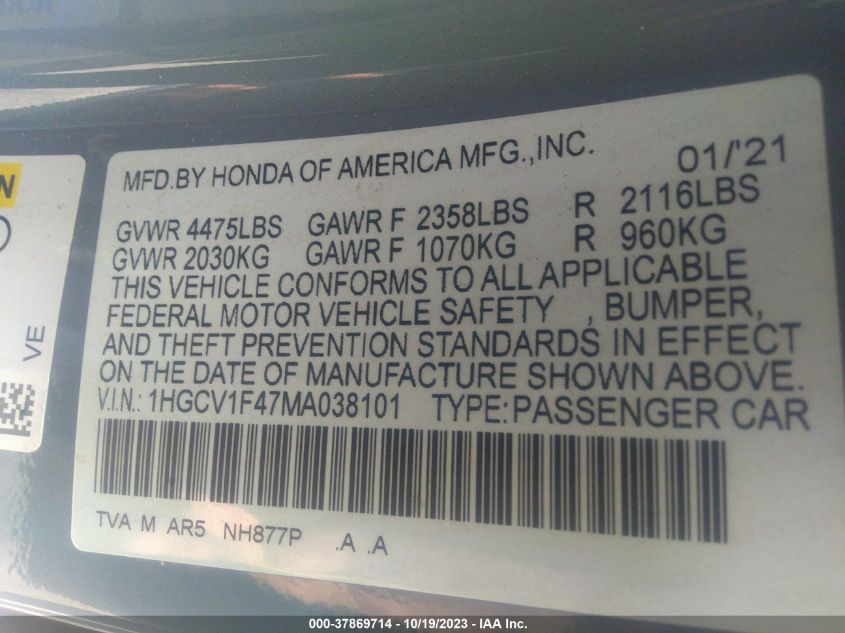 MFD.BY HONDA OF AMERICA MFG.,INC. 01/'21
GVWR 4475LBS GAWR F 2358LBS R 2116LBS
GVWR 2030KG GAWR F 1070KG R 960KG
THIS VEHICLE CONFORMS TO ALL APPLICABLE
FEDERAL MOTOR VEHICLE SAFETY , BUMPER,
AND THEFT PREVENTION STANDARDS IN EFFECT
ON THE DATE OF MANUFACTURE SHOWN ABOVE.
V.I.N.: 1HGCV1F47MA038101 TYPE:PASSENGER CAR
TVA M AR5 NH877P .A .A
N
VE
000-37869714 - 10/19/2023 - IAA Inc.